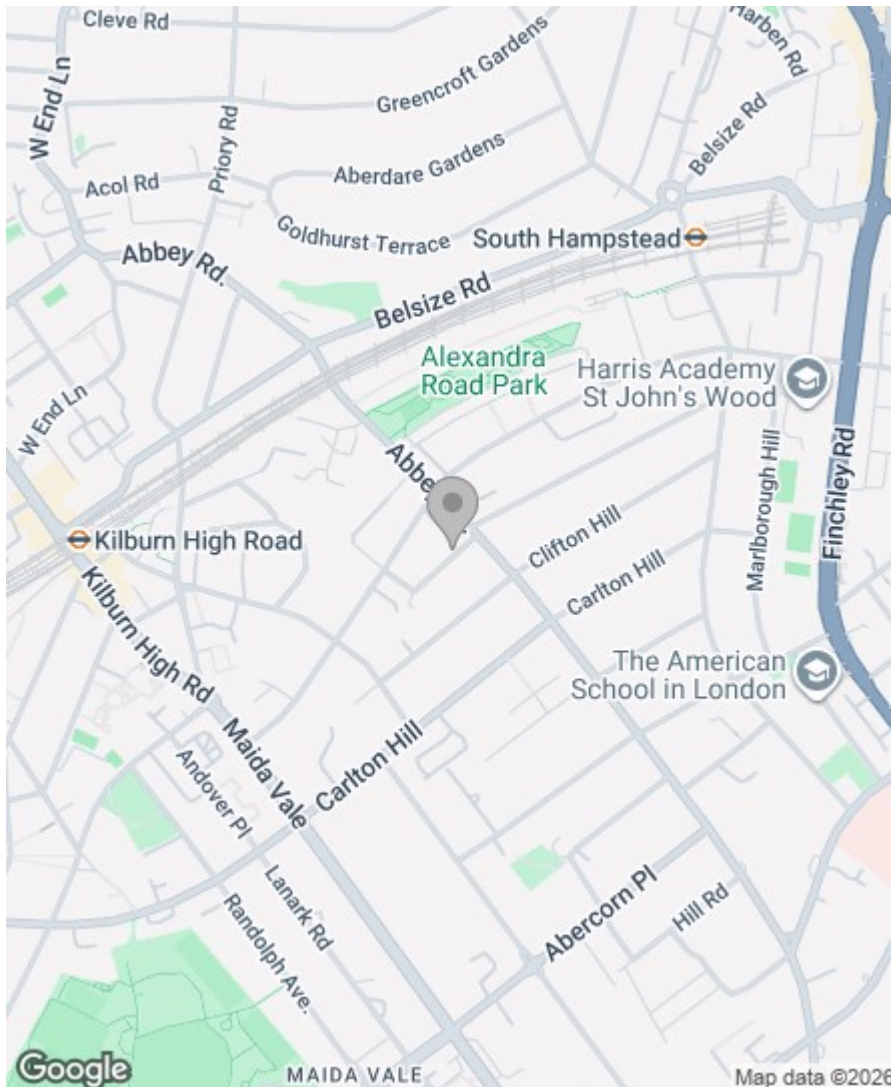 Cleve Rd
Harben Rd
W End Ln
Greencroft Gardens
Priory Rd
Belsize Rd
Aberdare Gardens
Acol Rd
Goldhurst Terrace
South Hampstead
Abbey Rd.
Belsize Rd
Alexandra
Road Park
Harris Academy
St John's Wood
W End Ln
Abbe
Marlborough Hill
Finchley Rd
Kilburn High Road
Clifton Hill
Carlton Hill
Kilburn High Rd
The American
School in London
Maida Vale
Carlton Hill
Andover Pl
Lanark Rd
Randolph Ave.
Abercorn Pl
Hill Rd
MAIDA VALE
Google
Map data ©2026